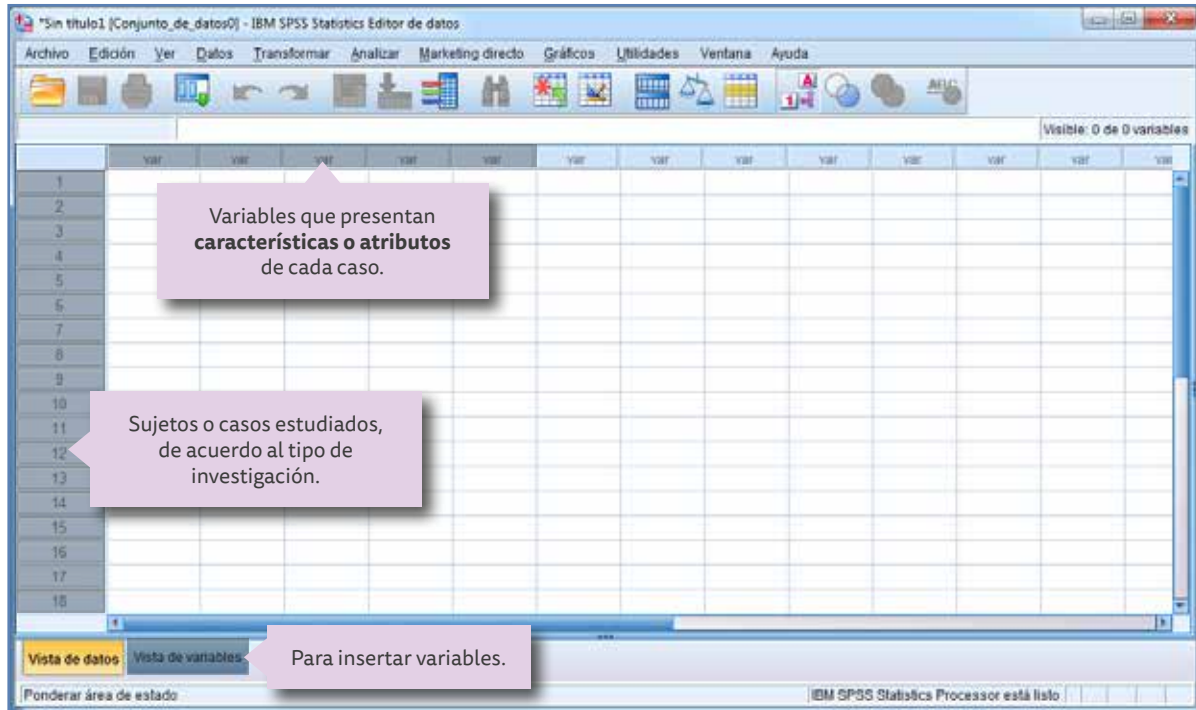 *Sin título1 [Conjunto_de_datos0] - IBM SPSS Statistics Editor de datos
Archivo Edición Ver Datos Transformar Analizar Marketing directo Gráficos Utilidades Ventana Ayuda
Visible: 0 de 0 variables
var var var var var var var var var var var var var
1
2
3
4
5
6
7
8
9
10
11
12
13
14
15
16
17
18
Variables que presentan
características o atributos
de cada caso.
Sujetos o casos estudiados,
de acuerdo al tipo de
investigación.
Vista de datos Vista de variables
Para insertar variables.
Ponderar área de estado
IBM SPSS Statistics Processor está listo